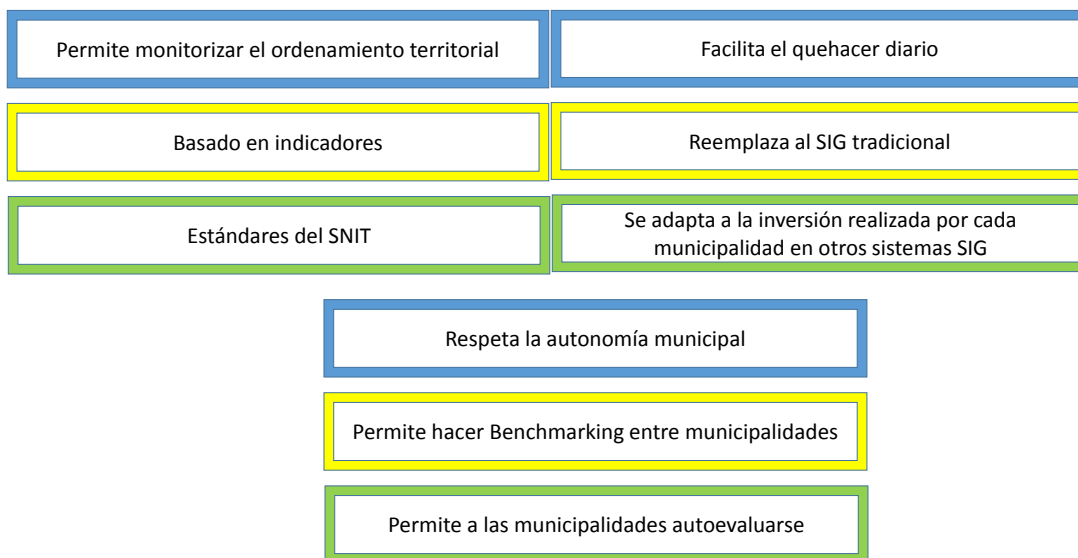 Permite monitorizar el ordenamiento territorial
Facilita el quehacer diario
Basado en indicadores
Reemplaza al SIG tradicional
Estándares del SNIT
Se adapta a la inversión realizada por cada
municipalidad en otros sistemas SIG
Respeta la autonomía municipal
Permite hacer Benchmarking entre municipalidades
Permite a las municipalidades autoevaluarse